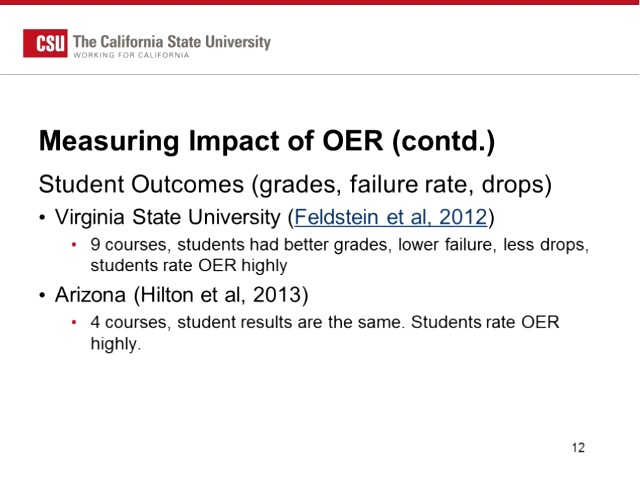 CSU The California State University
WORKING FOR CALIFORNIA
Measuring Impact of OER (contd.)
Student Outcomes (grades, failure rate, drops)
• Virginia State University (Feldstein et al, 2012)
• 9 courses, students had better grades, lower failure, less drops,
students rate OER highly
• Arizona (Hilton et al, 2013)
• 4 courses, student results are the same. Students rate OER
highly.
12